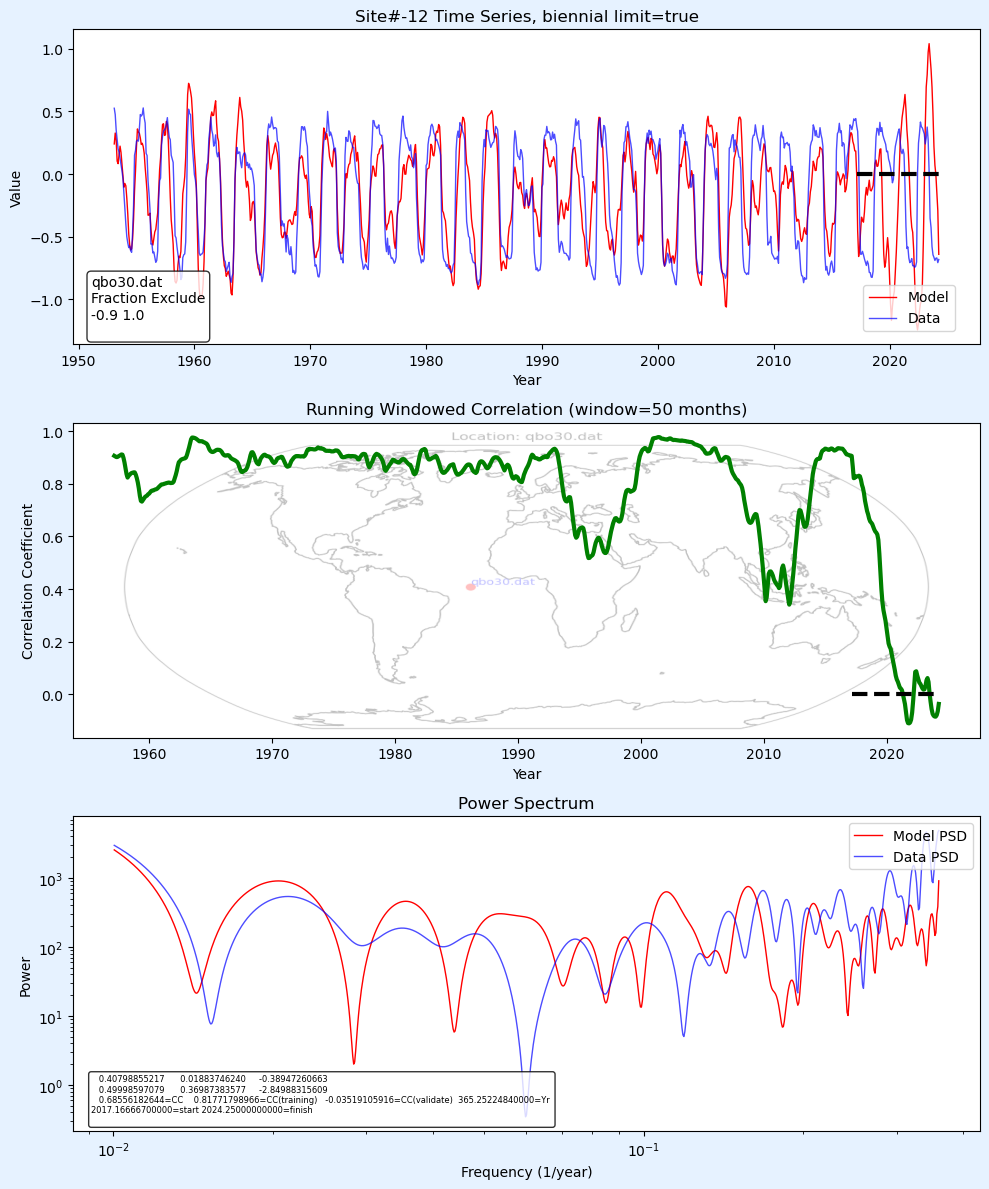 Site#-12 Time Series, biennial limit=true
Value
1.0
0.5
0.0
−0.5
−1.0
qbo30.dat
Fraction Exclude
-0.9 1.0
Model
Data
1950 1960 1970 1980 1990 2000 2010 2020
Year
Running Windowed Correlation (window=50 months)
Correlation Coefficient
1.0
0.8
0.6
0.4
0.2
0.0
Location: qbo30.dat
qbo30.dat
1960 1970 1980 1990 2000 2010 2020
Year
Power Spectrum
Power
10³
10²
10¹
10⁰
Model PSD
Data PSD
0.40798855217 0.01883746240 -0.38947260663
0.49998597079 0.36987383577 -2.84988315609
0.68556182644=CC 0.81771798966=CC(training) -0.03519105916=CC(validate) 365.25224840000=Yr
2017.16666700000=start 2024.25000000000=finish
10⁻² 10⁻¹
Frequency (1/year)